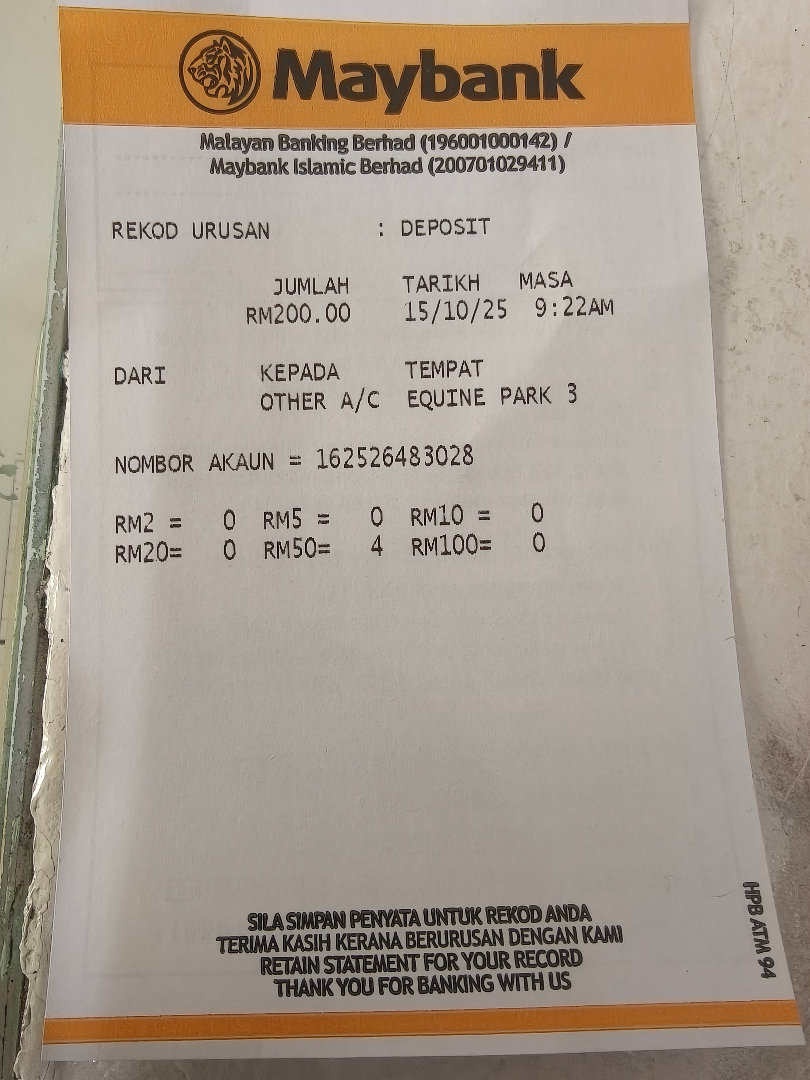 Maybank
Malayan Banking Berhad (196001000142) /
Maybank Islamic Berhad (200701029411)
REKOD URUSAN : DEPOSIT
JUMLAH TARIKH MASA
RM200.00 15/10/25 9:22AM
DARI KEPADA TEMPAT
OTHER A/C EQUINE PARK 3
NOMBOR AKAUN = 162526483028
RM2 = 0 RM5 = 0 RM10 = 0
RM20= 0 RM50= 4 RM100= 0
SILA SIMPAN PENYATA UNTUK REKOD ANDA
TERIMA KASIH KERANA BERURUSAN DENGAN KAMI
RETAIN STATEMENT FOR YOUR RECORD
THANK YOU FOR BANKING WITH US
HPB ATM 94